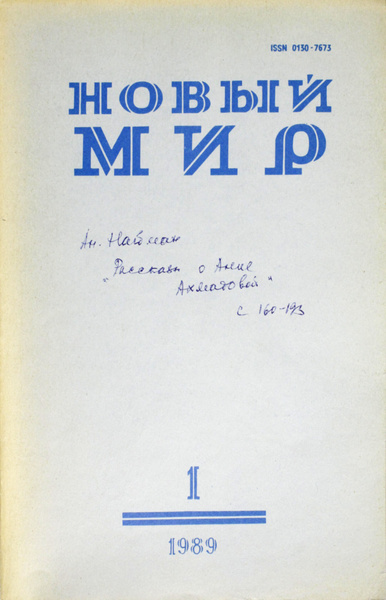 ISSN 0130-7673
НОВЫЙ
МИР
Ан. Найман
„Рассказы о Анне
Ахматовой"
с 160-193
1
1989